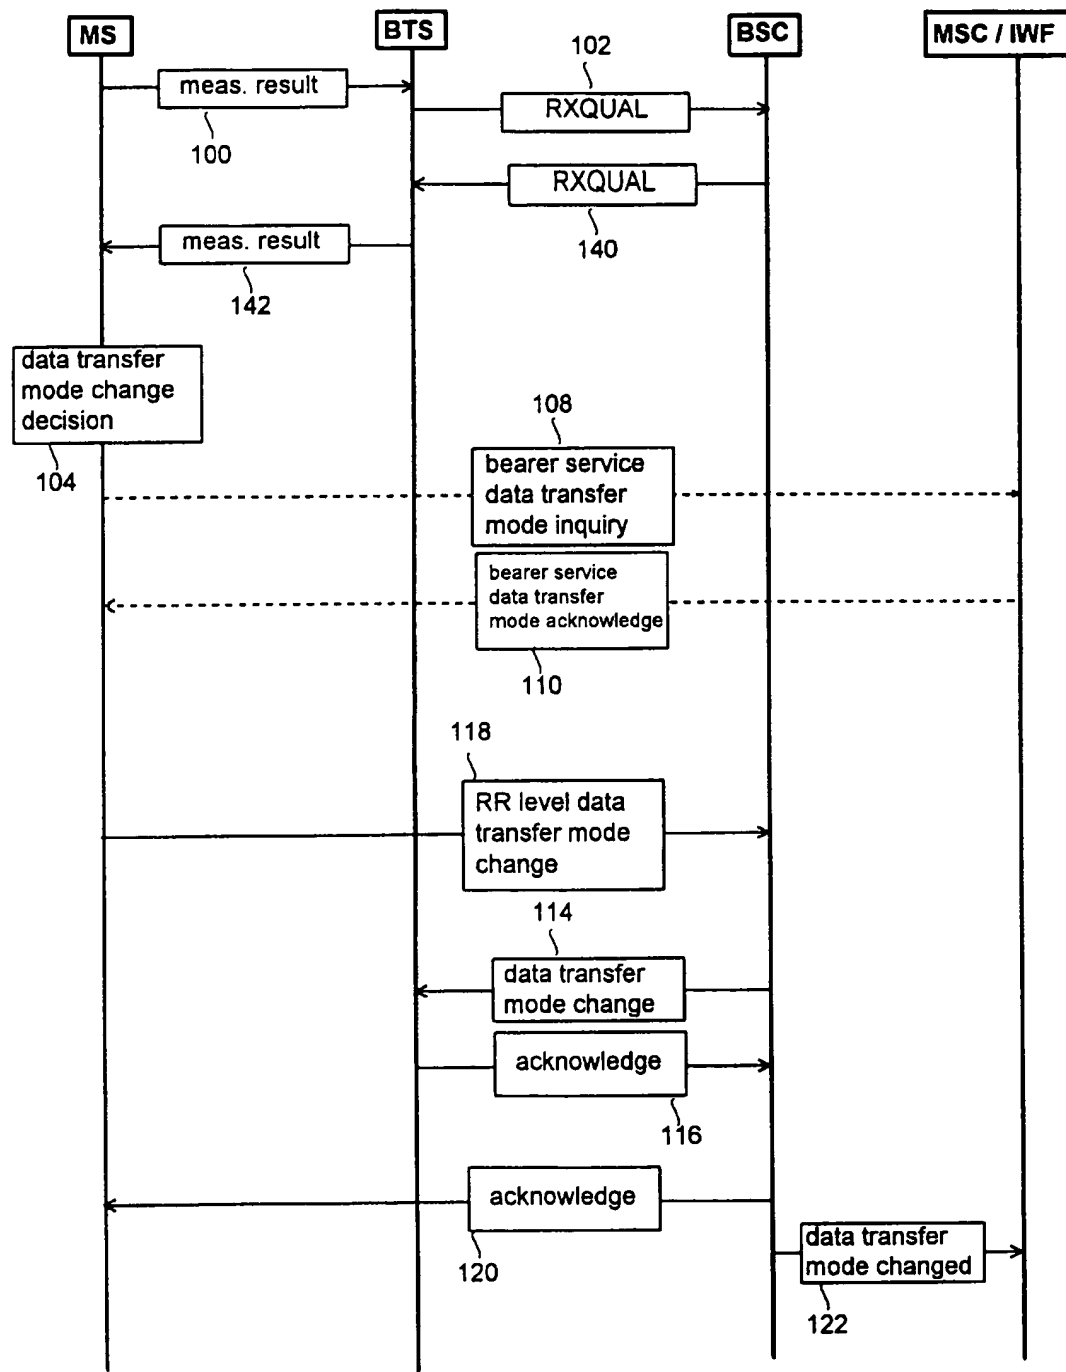 MS
BTS
BSC
MSC / IWF
102
meas. result
RXQUAL
100
RXQUAL
140
meas. result
142
data transfer
mode change
decision
104
108
bearer service
data transfer
mode inquiry
bearer service
data transfer
mode acknowledge
110
118
RR level data
transfer mode
change
114
data transfer
mode change
acknowledge
116
acknowledge
120
data transfer
mode changed
122